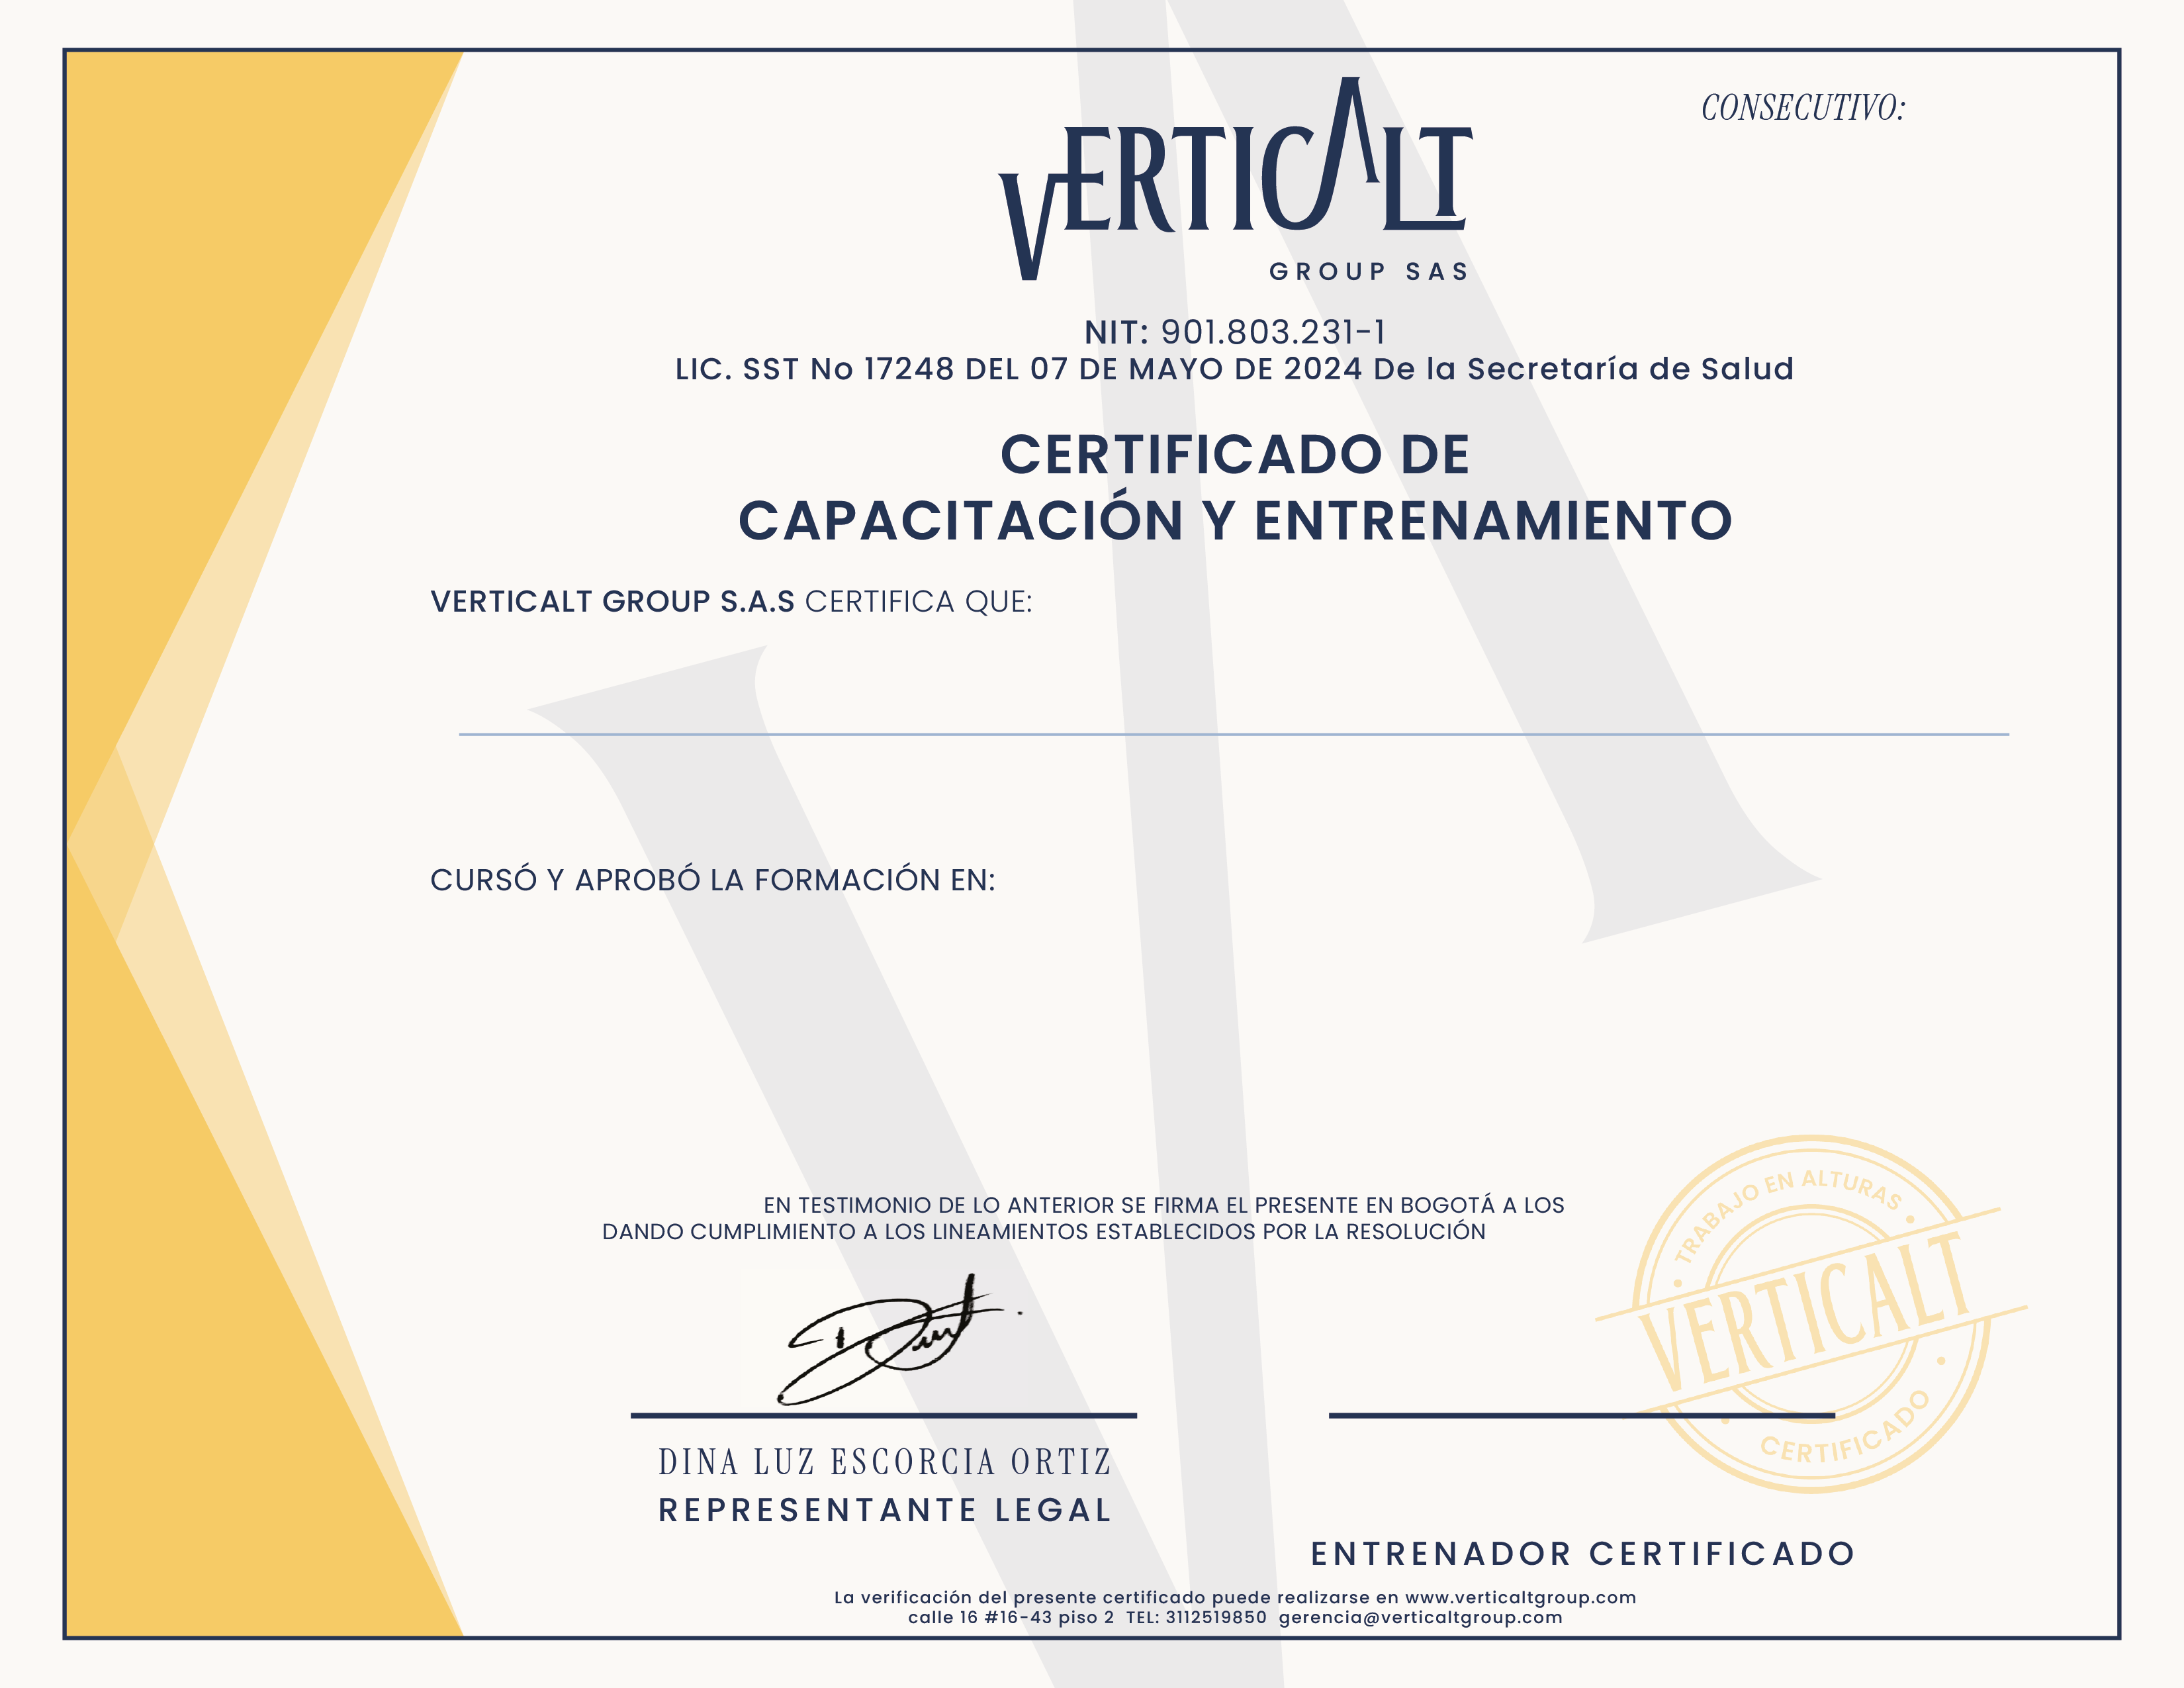 CONSECUTIVO:
VERTICALT
GROUP SAS
NIT: 901.803.231-1
LIC. SST No 17248 DEL 07 DE MAYO DE 2024 De la Secretaría de Salud
CERTIFICADO DE
CAPACITACIÓN Y ENTRENAMIENTO
VERTICALT GROUP S.A.S CERTIFICA QUE:
CURSÓ Y APROBÓ LA FORMACIÓN EN:
EN TESTIMONIO DE LO ANTERIOR SE FIRMA EL PRESENTE EN BOGOTÁ A LOS
DANDO CUMPLIMIENTO A LOS LINEAMIENTOS ESTABLECIDOS POR LA RESOLUCIÓN
TRABAJO EN ALTURAS
VERTICALT
CERTIFICADO
DINA LUZ ESCORCIA ORTIZ
REPRESENTANTE LEGAL
ENTRENADOR CERTIFICADO
La verificación del presente certificado puede realizarse en www.verticaltgroup.com
calle 16 #16-43 piso 2 TEL: 3112519850 gerencia@verticaltgroup.com